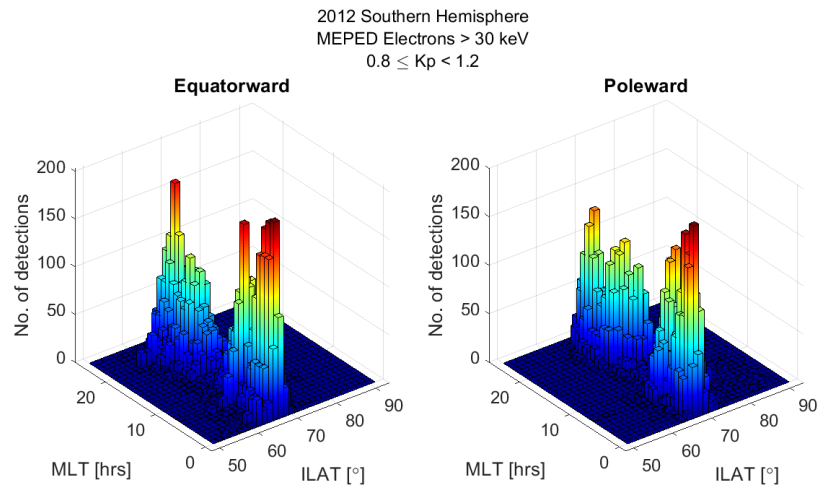 2012 Southern Hemisphere
MEPED Electrons > 30 keV
0.8 ≤ Kp < 1.2
Equatorward
200
150
100
50
0
No. of detections
20
10
0
MLT [hrs]
50
60
70
80
90
ILAT [°]
Poleward
200
150
100
50
0
No. of detections
20
10
0
MLT [hrs]
50
60
70
80
90
ILAT [°]